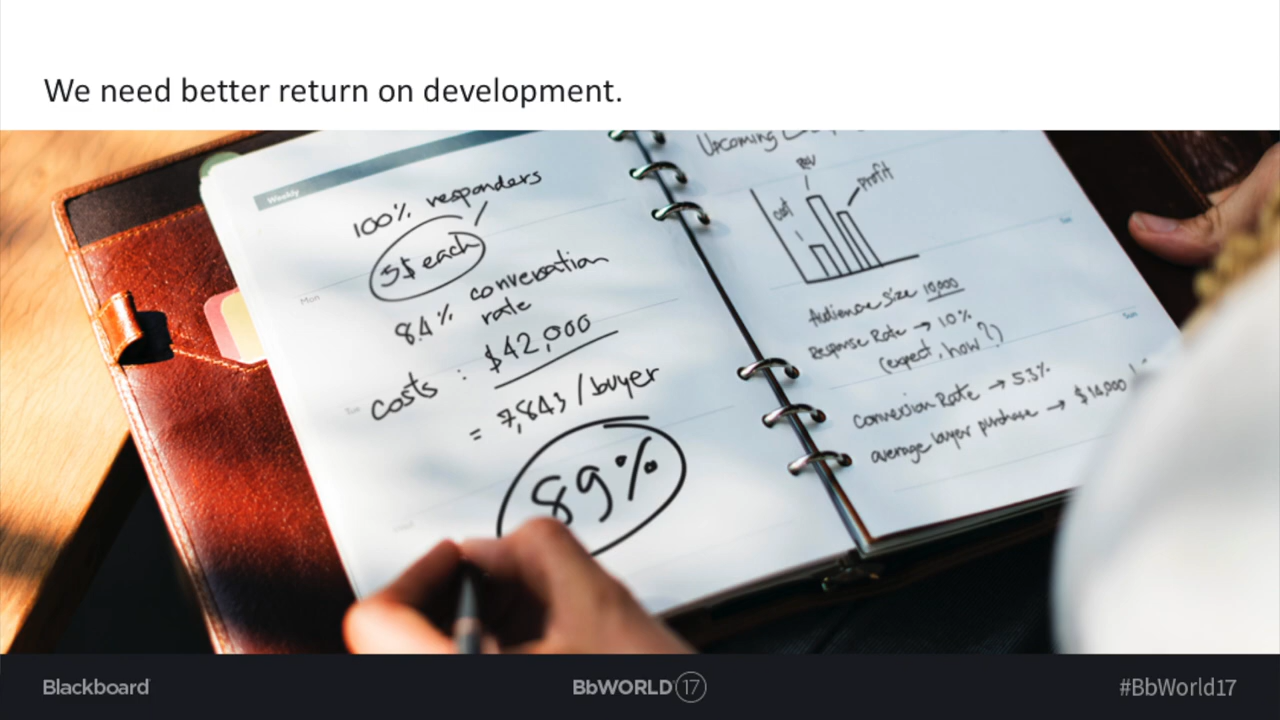 We need better return on development.
Weekly
100% responders
5$ each
Mon
8.4% conversation
rate
costs : $42,000
= 7,843 / buyer
89%
Upcoming
Rev
Profit
cost
Audience Size 10,000
Response Rate → 10%
(expect, how?)
Conversion Rate → 5.3%
average buyer purchase → $14,000
Blackboard
BbWORLD 17
#BbWorld17